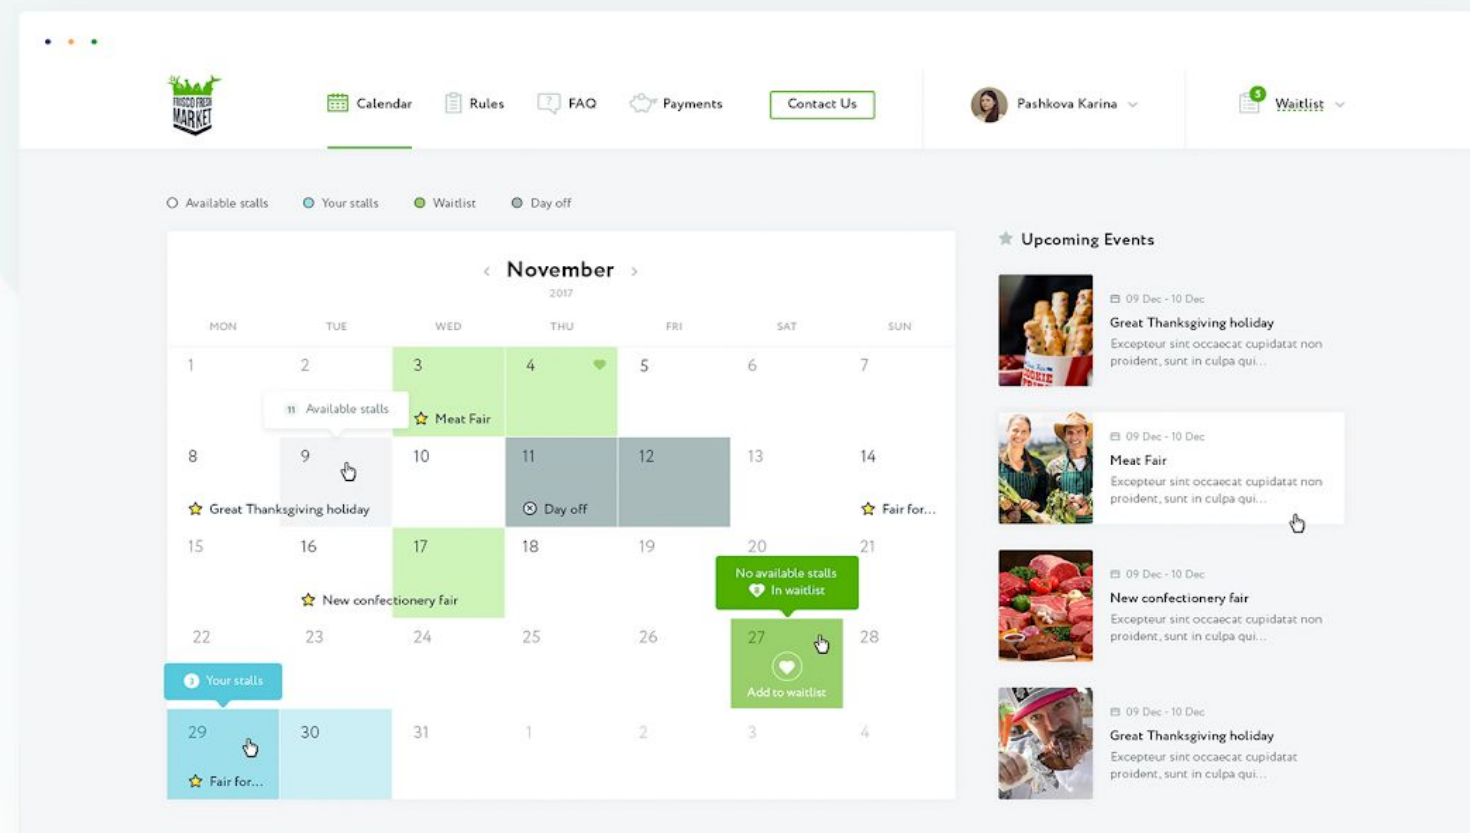 FRISCO FRESH
MARKET
Calendar
Rules
?
FAQ
Payments
Contact Us
Pashkova Karina
5
Waitlist
Available stalls
Your stalls
Waitlist
Day off
November
2017
MON TUE WED THU FRI SAT SUN
1 2 3 4 5 6 7
11 Available stalls
Meat Fair
8 9 10 11 12 13 14
Great Thanksgiving holiday
Day off
Fair for...
15 16 17 18 19 20 21
No available stalls
In waitlist
New confectionery fair
22 23 24 25 26 27 28
Add to waitlist
3 Your stalls
29 30 31 1 2 3 4
Fair for...
Upcoming Events
09 Dec - 10 Dec
Great Thanksgiving holiday
Excepteur sint occaecat cupidatat non
proident, sunt in culpa qui...
COOKIE
09 Dec - 10 Dec
Meat Fair
Excepteur sint occaecat cupidatat non
proident, sunt in culpa qui...
09 Dec - 10 Dec
New confectionery fair
Excepteur sint occaecat cupidatat non
proident, sunt in culpa qui...
09 Dec - 10 Dec
Great Thanksgiving holiday
Excepteur sint occaecat cupidatat
proident, sunt in culpa qui...